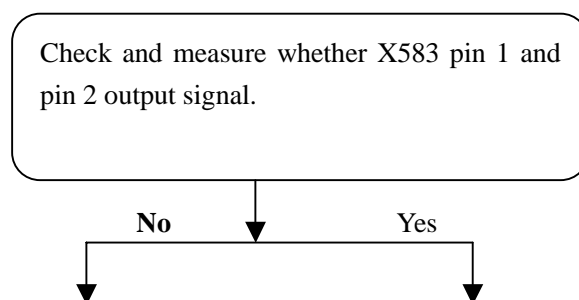 Check and measure whether X583 pin 1 and
pin 2 output signal.
No Yes